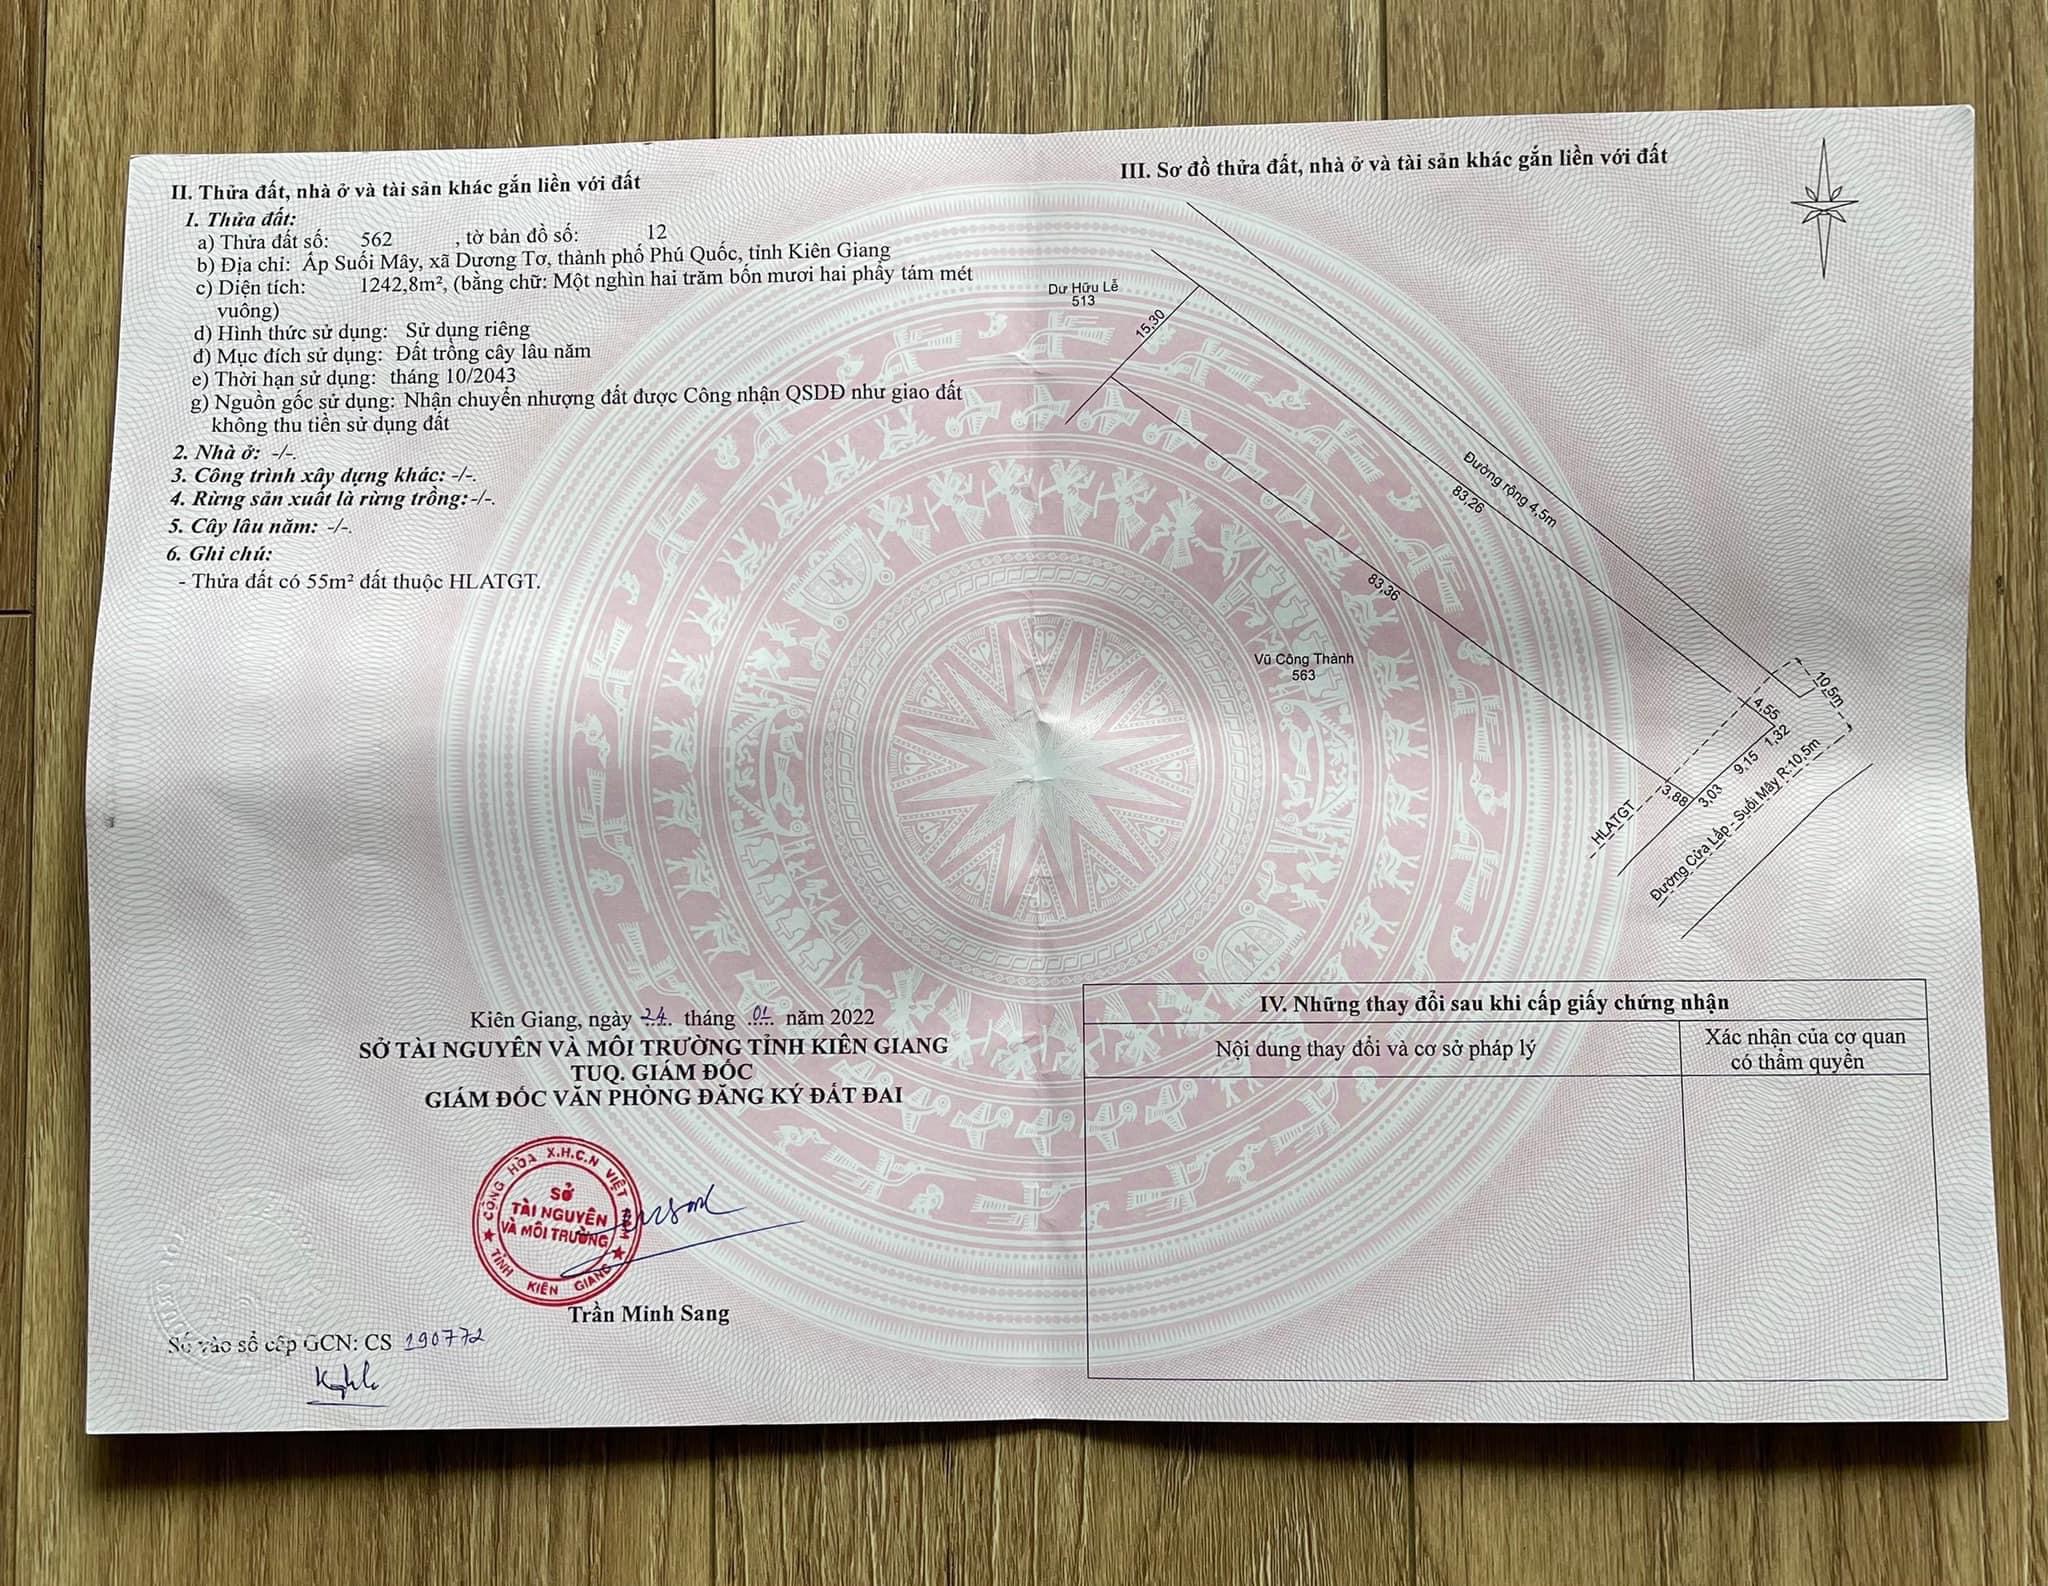 II. Thửa đất, nhà ở và tài sản khác gắn liền với đất
1. Thửa đất:
a) Thửa đất số: 562 , tờ bản đồ số: 12
b) Địa chỉ: Ấp Suối Mây, xã Dương Tơ, thành phố Phú Quốc, tỉnh Kiên Giang
c) Diện tích: 1242,8m², (bằng chữ: Một nghìn hai trăm bốn mươi hai phẩy tám mét
vuông)
d) Hình thức sử dụng: Sử dụng riêng
đ) Mục đích sử dụng: Đất trồng cây lâu năm
e) Thời hạn sử dụng: tháng 10/2043
g) Nguồn gốc sử dụng: Nhận chuyển nhượng đất được Công nhận QSDĐ như giao đất
không thu tiền sử dụng đất
2. Nhà ở: -/-.
3. Công trình xây dựng khác: -/-.
4. Rừng sản xuất là rừng trồng:-/-.
5. Cây lâu năm: -/-.
6. Ghi chú:
- Thửa đất có 55m² đất thuộc HLATGT.
Kiên Giang, ngày 24 tháng 01 năm 2022
SỞ TÀI NGUYÊN VÀ MÔI TRƯỜNG TỈNH KIÊN GIANG
TUQ. GIÁM ĐỐC
GIÁM ĐỐC VĂN PHÒNG ĐĂNG KÝ ĐẤT ĐAI
CỘNG HÒA X.H.C.N VIỆT NAM
SỞ
TÀI NGUYÊN
VÀ MÔI TRƯỜNG
★ TỈNH KIÊN GIANG ★
Trần Minh Sang
Số vào sổ cấp GCN: CS 190772
III. Sơ đồ thửa đất, nhà ở và tài sản khác gắn liền với đất
Dư Hữu Lễ
513
15,30
Đường rộng 4,5m
83,26
83,36
Vũ Công Thành
563
10,5m
4,55
1,32
9,15
3,03
3,88
HLATGT
Đường Cửa Lấp - Suối Mây R:10,5m
IV. Những thay đổi sau khi cấp giấy chứng nhận
Nội dung thay đổi và cơ sở pháp lý
Xác nhận của cơ quan
có thẩm quyền